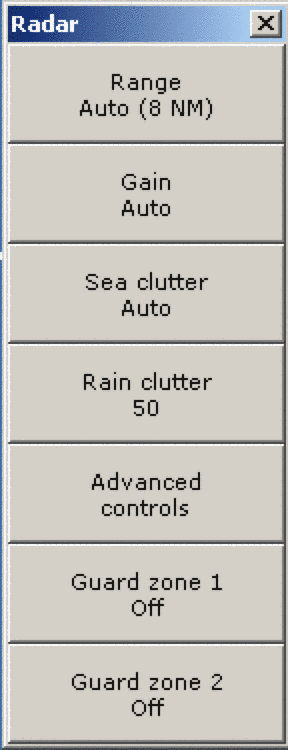 Radar
Range
Auto (8 NM)
Gain
Auto
Sea clutter
Auto
Rain clutter
50
Advanced
controls
Guard zone 1
Off
Guard zone 2
Off